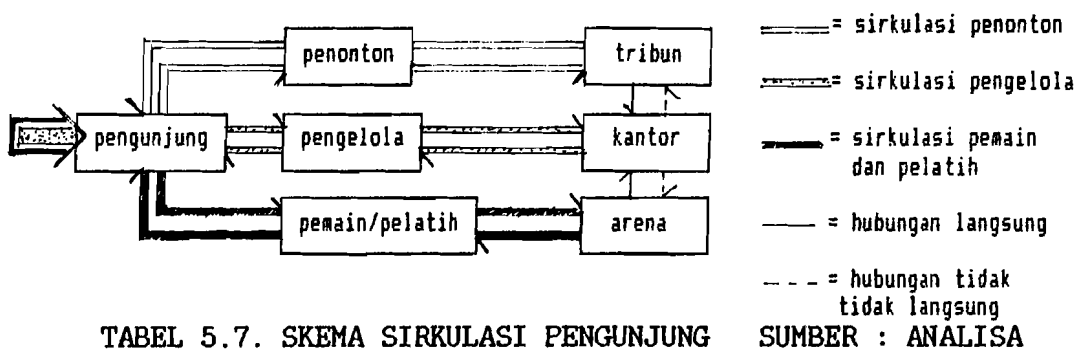 penonton
tribun
pengunjung
pengelola
kantor
pemain/pelatih
arena
= sirkulasi penonton
= sirkulasi pengelola
= sirkulasi pemain
dan pelatih
= hubungan langsung
= hubungan tidak
tidak langsung
TABEL 5.7. SKEMA SIRKULASI PENGUNJUNG SUMBER : ANALISA